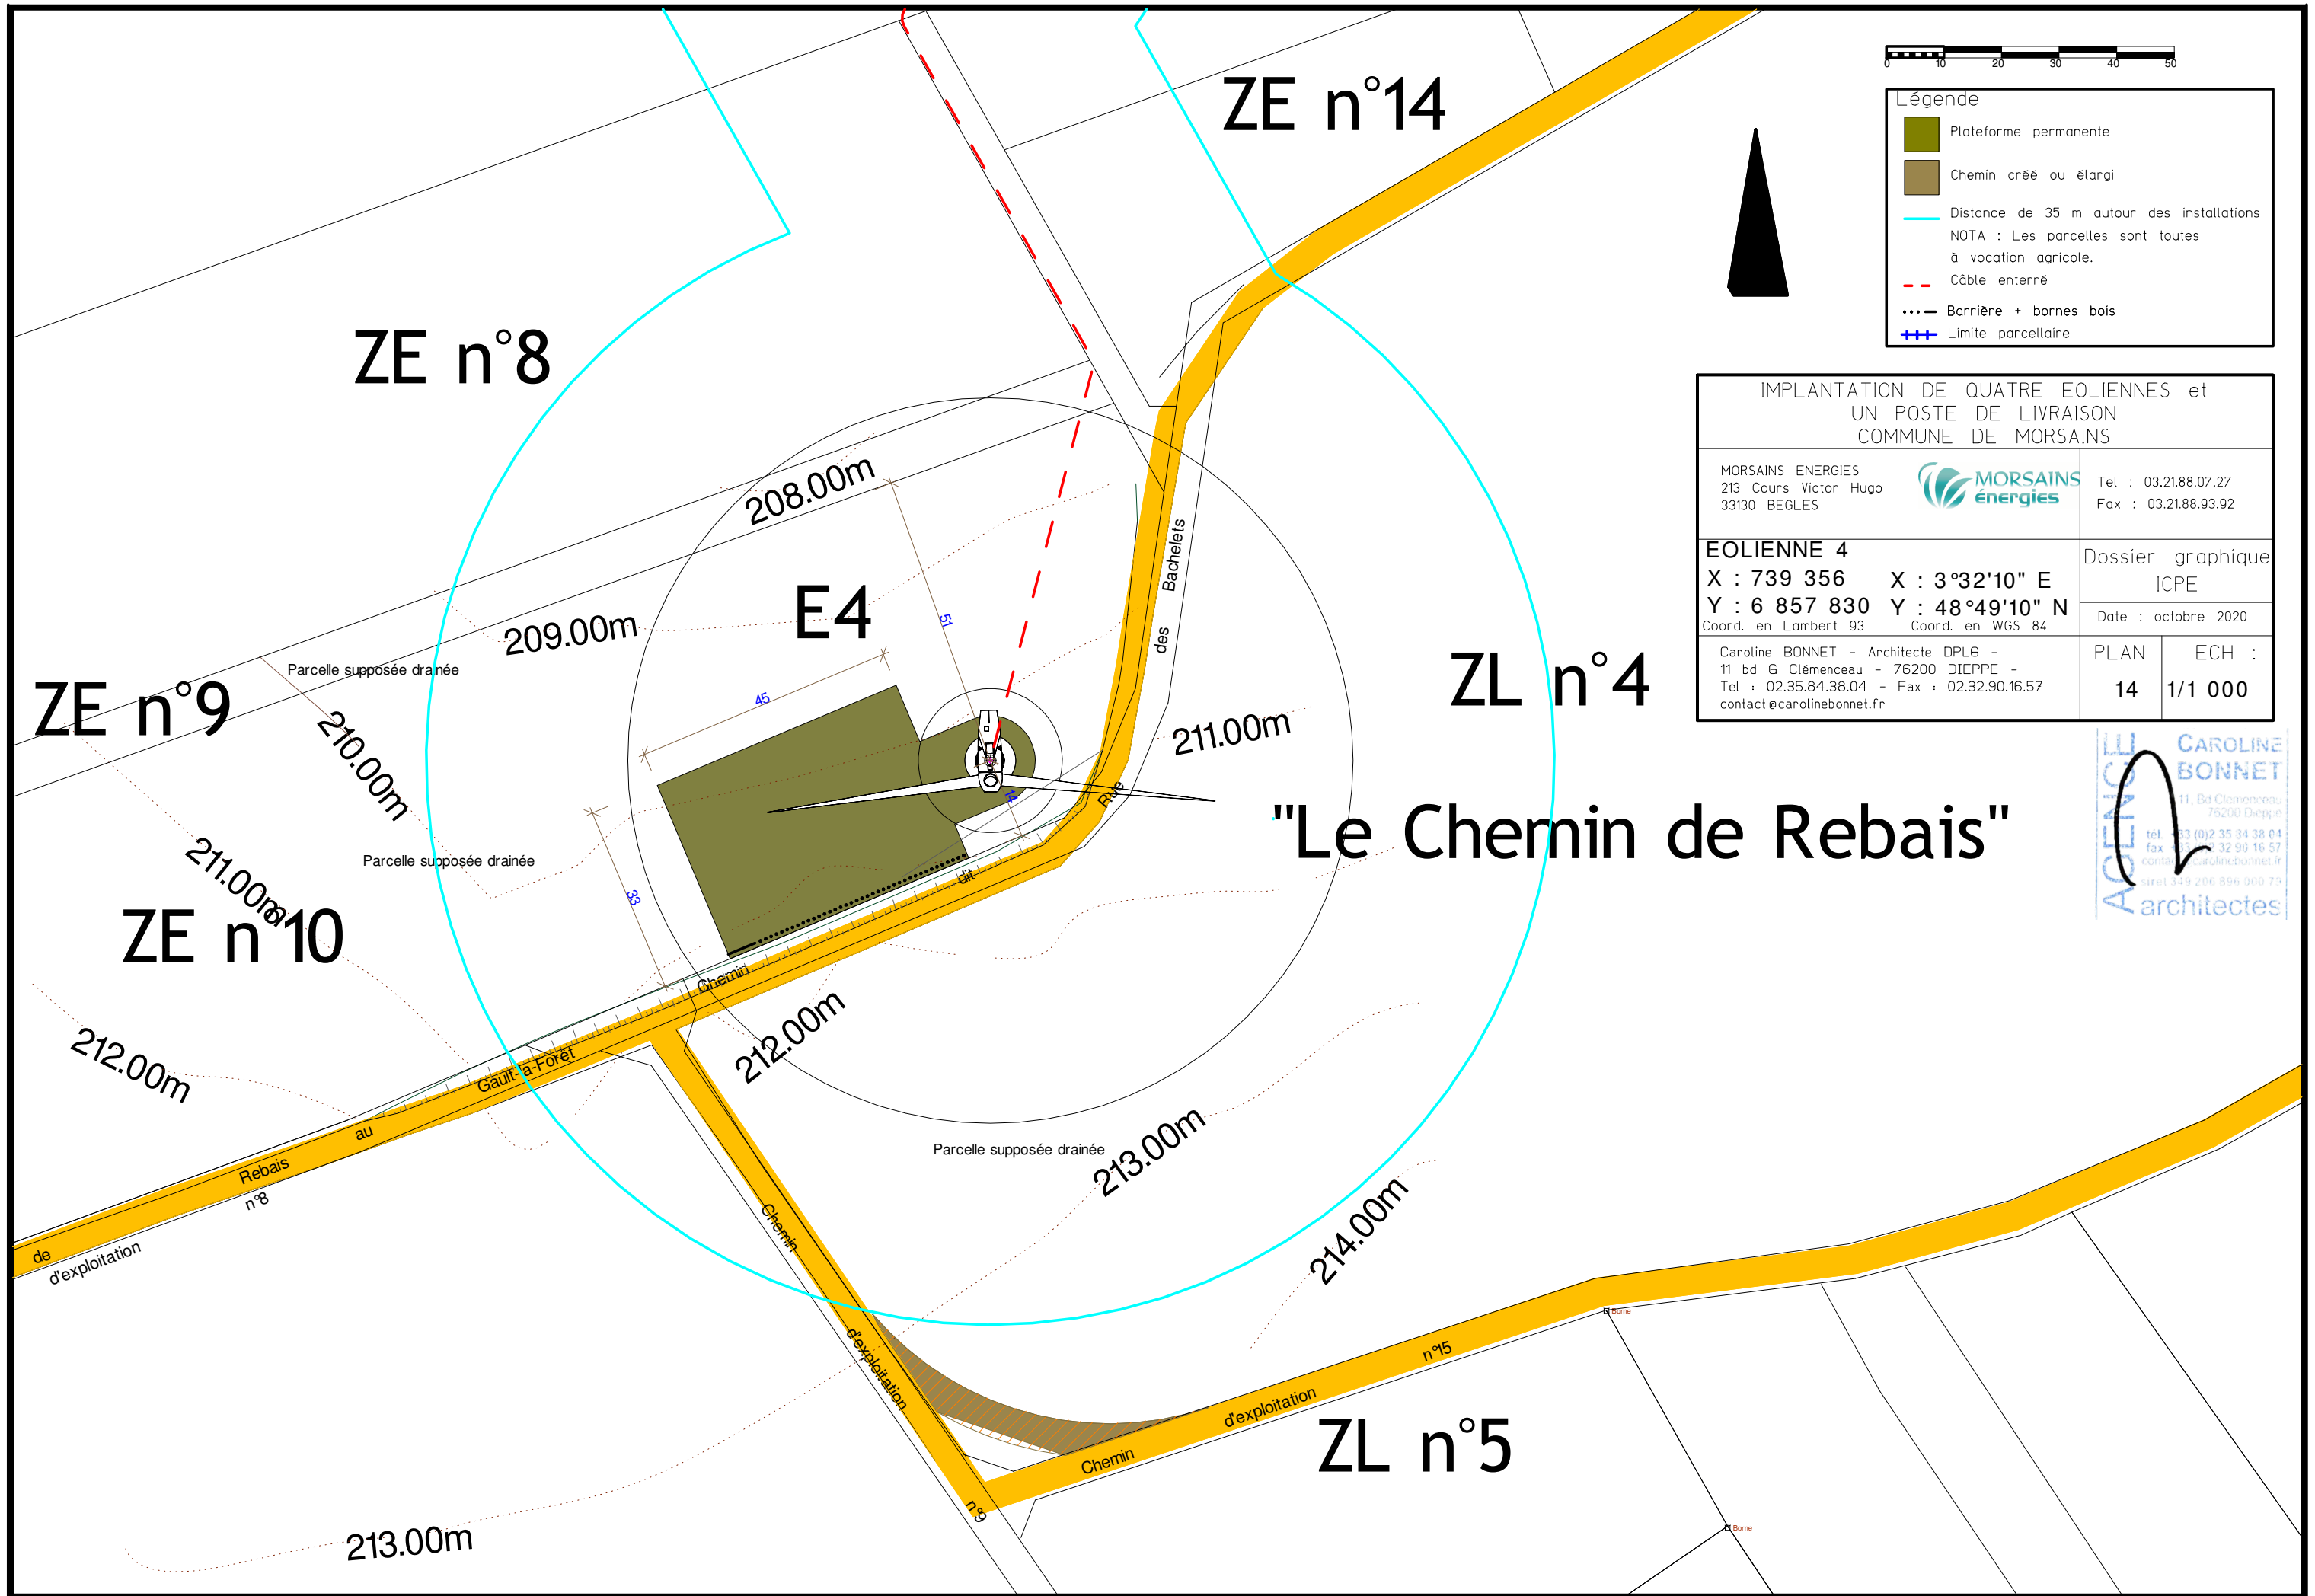 ZE n°14
0 10 20 30 40 50
Légende
Plateforme permanente
Chemin créé ou élargi
Distance de 35 m autour des installations
NOTA : Les parcelles sont toutes
à vocation agricole.
Câble enterré
Barrière + bornes bois
Limite parcellaire
IMPLANTATION DE QUATRE EOLIENNES et
UN POSTE DE LIVRAISON
COMMUNE DE MORSAINS
MORSAINS ENERGIES
213 Cours Victor Hugo
33130 BEGLES
MORSAINS
énergies
Tel : 03.21.88.07.27
Fax : 03.21.88.93.92
EOLIENNE 4
X : 739 356 X : 3°32'10" E
Y : 6 857 830 Y : 48°49'10" N
Coord. en Lambert 93 Coord. en WGS 84
Dossier graphique
ICPE
Date : octobre 2020
Caroline BONNET - Architecte DPLG -
11 bd G Clémenceau - 76200 DIEPPE -
Tel : 02.35.84.38.04 - Fax : 02.32.90.16.57
contact@carolinebonnet.fr
PLAN
14
ECH :
1/1 000
AGENCE
CAROLINE
BONNET
11, Bd Clemenceau
76200 Dieppe
architectes
ZE n°8
208.00m
E4
51
45
209.00m
Parcelle supposée drainée
ZE n°9
210.00m
ZL n°4
211.00m
"Le Chemin de Rebais"
14
33
Parcelle supposée drainée
211.00m
ZE n°10
212.00m
212.00m
Rue
des
Bachelets
dit
Chemin
Gault-la-Forêt
au
Rebais
de
n°8
d'exploitation
Parcelle supposée drainée
213.00m
214.00m
Chemin
d'exploitation
n°9
Chemin
d'exploitation
n°15
Borne
ZL n°5
Borne
213.00m